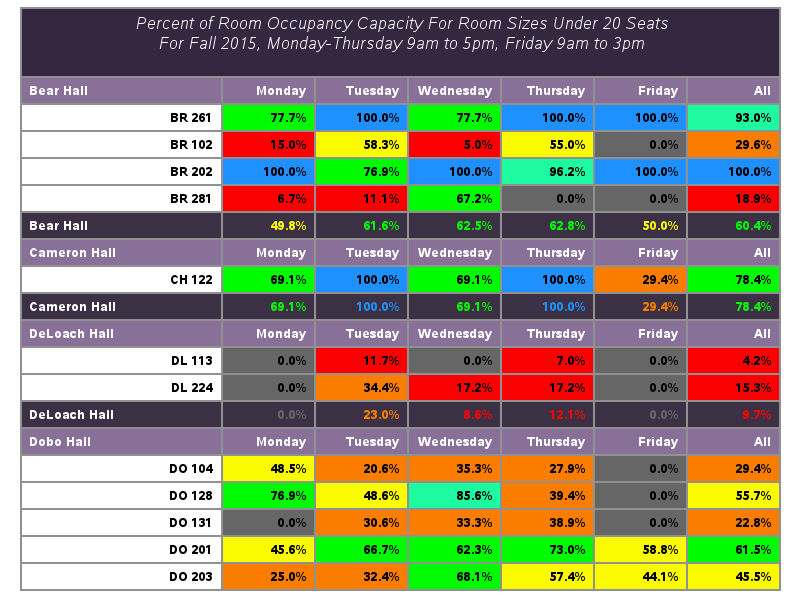 Percent of Room Occupancy Capacity For Room Sizes Under 20 Seats
For Fall 2015, Monday-Thursday 9am to 5pm, Friday 9am to 3pm
Bear Hall Monday Tuesday Wednesday Thursday Friday All
BR 261 77.7% 100.0% 77.7% 100.0% 100.0% 93.0%
BR 102 15.0% 58.3% 5.0% 55.0% 0.0% 29.6%
BR 202 100.0% 76.9% 100.0% 96.2% 100.0% 100.0%
BR 281 6.7% 11.1% 67.2% 0.0% 0.0% 18.9%
Bear Hall 49.8% 61.6% 62.5% 62.8% 50.0% 60.4%
Cameron Hall Monday Tuesday Wednesday Thursday Friday All
CH 122 69.1% 100.0% 69.1% 100.0% 29.4% 78.4%
Cameron Hall 69.1% 100.0% 69.1% 100.0% 29.4% 78.4%
DeLoach Hall Monday Tuesday Wednesday Thursday Friday All
DL 113 0.0% 11.7% 0.0% 7.0% 0.0% 4.2%
DL 224 0.0% 34.4% 17.2% 17.2% 0.0% 15.3%
DeLoach Hall 0.0% 23.0% 8.6% 12.1% 0.0% 9.7%
Dobo Hall Monday Tuesday Wednesday Thursday Friday All
DO 104 48.5% 20.6% 35.3% 27.9% 0.0% 29.4%
DO 128 76.9% 48.6% 85.6% 39.4% 0.0% 55.7%
DO 131 0.0% 30.6% 33.3% 38.9% 0.0% 22.8%
DO 201 45.6% 66.7% 62.3% 73.0% 58.8% 61.5%
DO 203 25.0% 32.4% 68.1% 57.4% 44.1% 45.5%